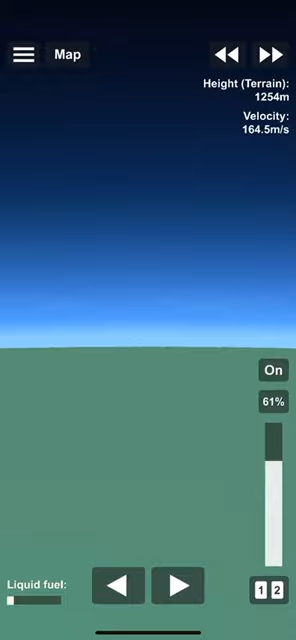 Map
Height (Terrain):
1254m
Velocity:
164.5m/s
On
61%
Liquid fuel:
1 2